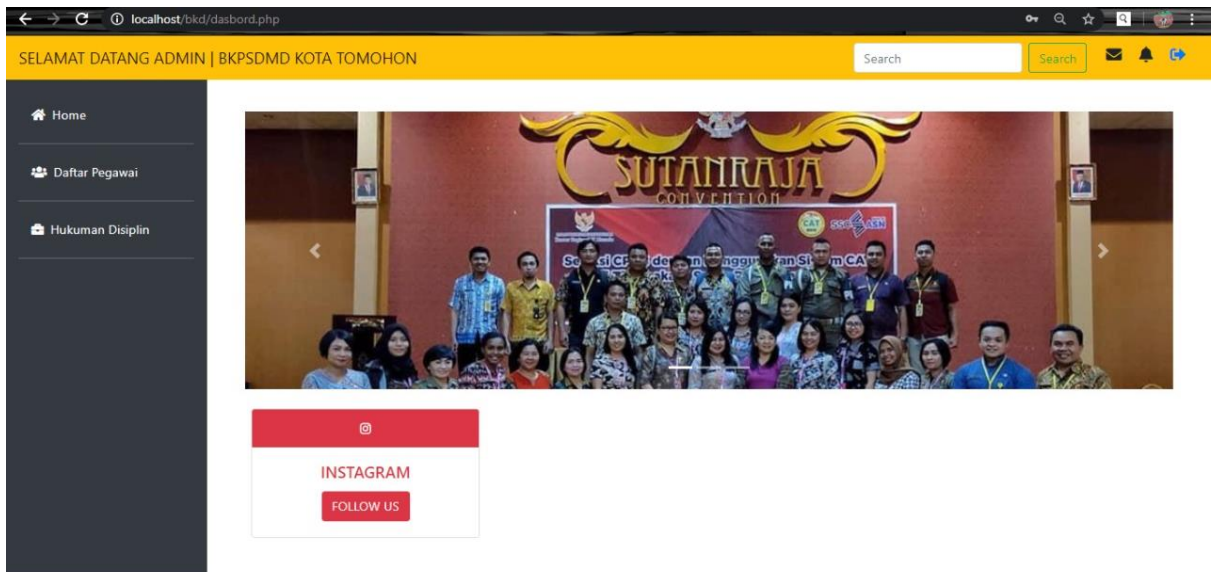 localhost/bkd/dasbord.php
SELAMAT DATANG ADMIN | BKPSDMD KOTA TOMOHON
Search
Search
Home
Daftar Pegawai
Hukuman Disiplin
SUTANRAJA
CONVENTION
CAT
ASN
INSTAGRAM
FOLLOW US